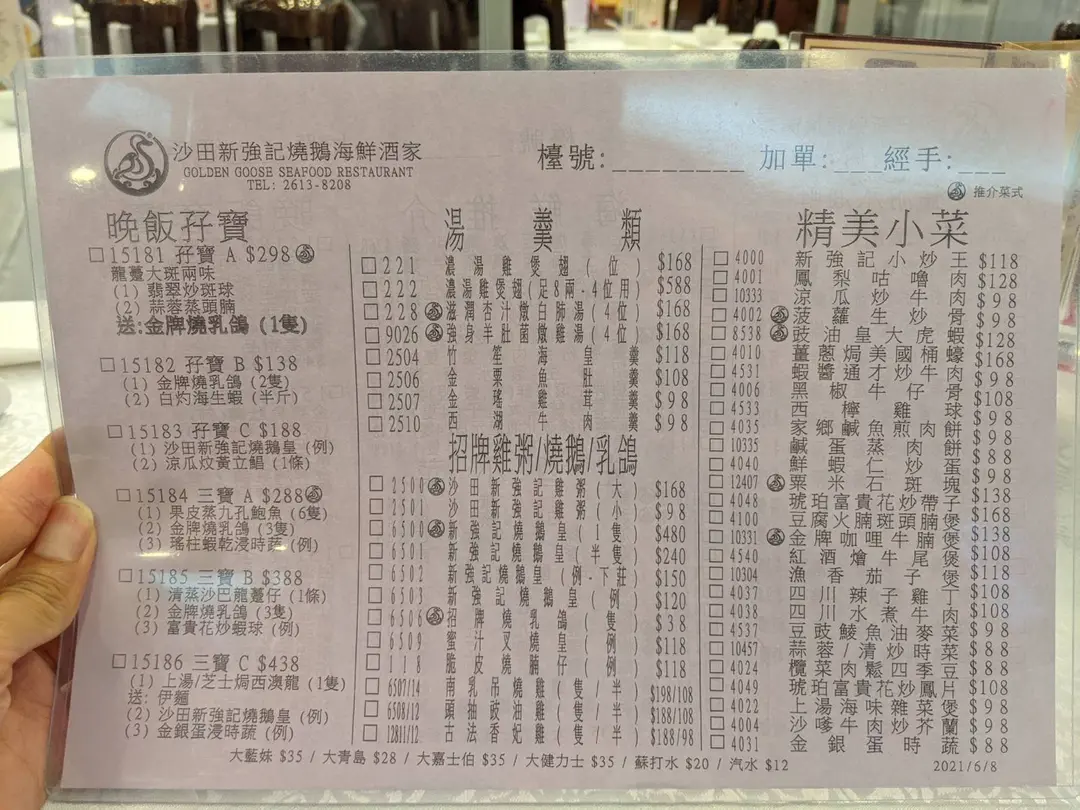 沙田新強記燒鵝海鮮酒家
GOLDEN GOOSE SEAFOOD RESTAURANT
TEL: 2613-8208
檯號:________ 加單:___經手:___
推介菜式
晚飯孖寶
15181 孖寶 A $298
龍躉大斑兩味
(1) 翡翠炒斑球
(2) 蒜蓉蒸頭腩
送:金牌燒乳鴿 (1隻)
15182 孖寶 B $138
(1) 金牌燒乳鴿 (2隻)
(2) 白灼海生蝦 (半斤)
15183 孖寶 C $188
(1) 沙田新強記燒鵝皇 (例)
(2) 涼瓜炆黃立鯧 (1條)
15184 三寶 A $288
(1) 果皮蒸九孔鮑魚 (6隻)
(2) 金牌燒乳鴿 (3隻)
(3) 瑤柱蝦乾浸時蔬 (例)
15185 三寶 B $388
(1) 清蒸沙巴龍躉仔 (1條)
(2) 金牌燒乳鴿 (3隻)
(3) 富貴花炒蝦球 (例)
15186 三寶 C $438
(1) 上湯/芝士焗西澳龍 (1隻)
送: 伊麵
(2) 沙田新強記燒鵝皇 (例)
(3) 金銀蛋浸時蔬 (例)
湯羹類
221 濃湯雞煲翅(位) $168
222 濃湯雞煲翅(足8兩-4位用) $588
228 滋潤杏汁燉白肺湯(4位) $168
9026 強身羊肚菌燉雞湯(4位) $168
2504 竹笙海皇羹 $118
2506 金粟魚肚羹 $108
2507 金瑤雞茸羹 $98
2510 西湖牛肉羹 $98
招牌雞粥/燒鵝/乳鴿
2500 沙田新強記雞粥(大) $168
2501 沙田新強記雞粥(小) $98
6500 新強記燒鵝皇(1隻) $480
6501 新強記燒鵝皇(半隻) $240
6502 新強記燒鵝皇(例-下莊) $150
6503 新強記燒鵝皇(例) $120
6506 招牌燒乳鴿(隻) $38
6509 蜜汁叉燒皇(例) $118
118 脆皮燒腩仔(例) $118
6507/14 南乳吊燒雞(隻/半) $198/108
6508/12 頭抽豉油雞(隻/半) $188/108
12811/12 古法香妃雞(隻/半) $188/98
精美小菜
4000 新強記小炒王 $118
4001 鳳梨咕嚕肉 $128
10333 涼瓜炒牛肉 $98
4002 菠蘿生炒骨 $98
8538 豉油皇大虎蝦 $128
4010 薑蔥焗美國桶蠔 $168
4531 蝦醬通才炒牛肉 $98
4006 黑椒牛仔骨 $108
4533 西檸雞球 $98
4035 家鄉鹹魚煎肉餅 $98
10335 鹹蛋蒸肉餅 $98
4040 鮮蝦仁炒蛋 $98
12407 粟米石斑塊 $138
4048 琥珀富貴花炒帶子 $168
4100 豆腐火腩斑頭腩煲 $138
10331 金牌咖哩牛腩煲 $108
4540 紅酒燴牛尾煲 $118
10304 漁香茄子煲 $108
4037 四川辣子雞丁 $108
4038 四川水煮牛肉 $98
4537 豆豉鯪魚油麥菜 $88
10457 蒜蓉/清炒時菜 $88
4024 欖菜肉鬆四季豆 $88
4049 琥珀富貴花炒鳳片 $108
4022 上湯海味雜菜煲 $98
4004 沙嗲牛肉炒芥蘭 $98
4031 金銀蛋時蔬 $88
大藍妹 $35 / 大青島 $28 / 大嘉士伯 $35 / 大健力士 $35 / 蘇打水 $20 / 汽水 $12
2021/6/8